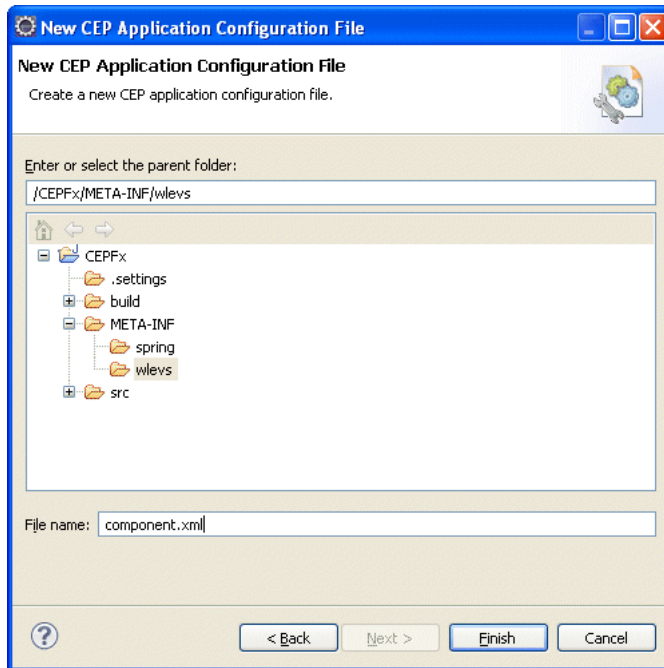 New CEP Application Configuration File
New CEP Application Configuration File
Create a new CEP application configuration file.
Enter or select the parent folder:
/CEPFx/META-INF/wlevs
CEPFx
.settings
build
META-INF
spring
wlevs
src
File name: component.xml
? < Back Next > Finish Cancel